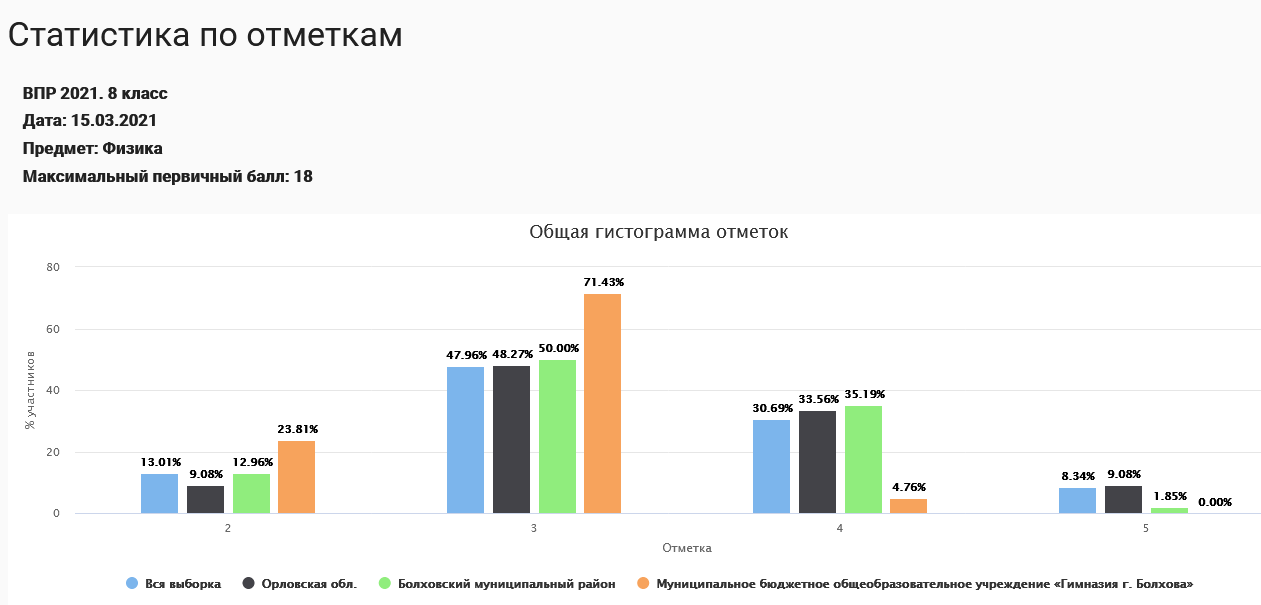 Статистика по отметкам
ВПР 2021. 8 класс
Дата: 15.03.2021
Предмет: Физика
Максимальный первичный балл: 18
Общая гистограмма отметок
% участников
80
60
40
20
0
13.01% 9.08% 12.96% 23.81%
47.96% 48.27% 50.00% 71.43%
30.69% 33.56% 35.19% 4.76%
8.34% 9.08% 1.85% 0.00%
2 3 4 5
Отметка
Вся выборка Орловская обл. Болховский муниципальный район Муниципальное бюджетное общеобразовательное учреждение «Гимназия г. Болхова»